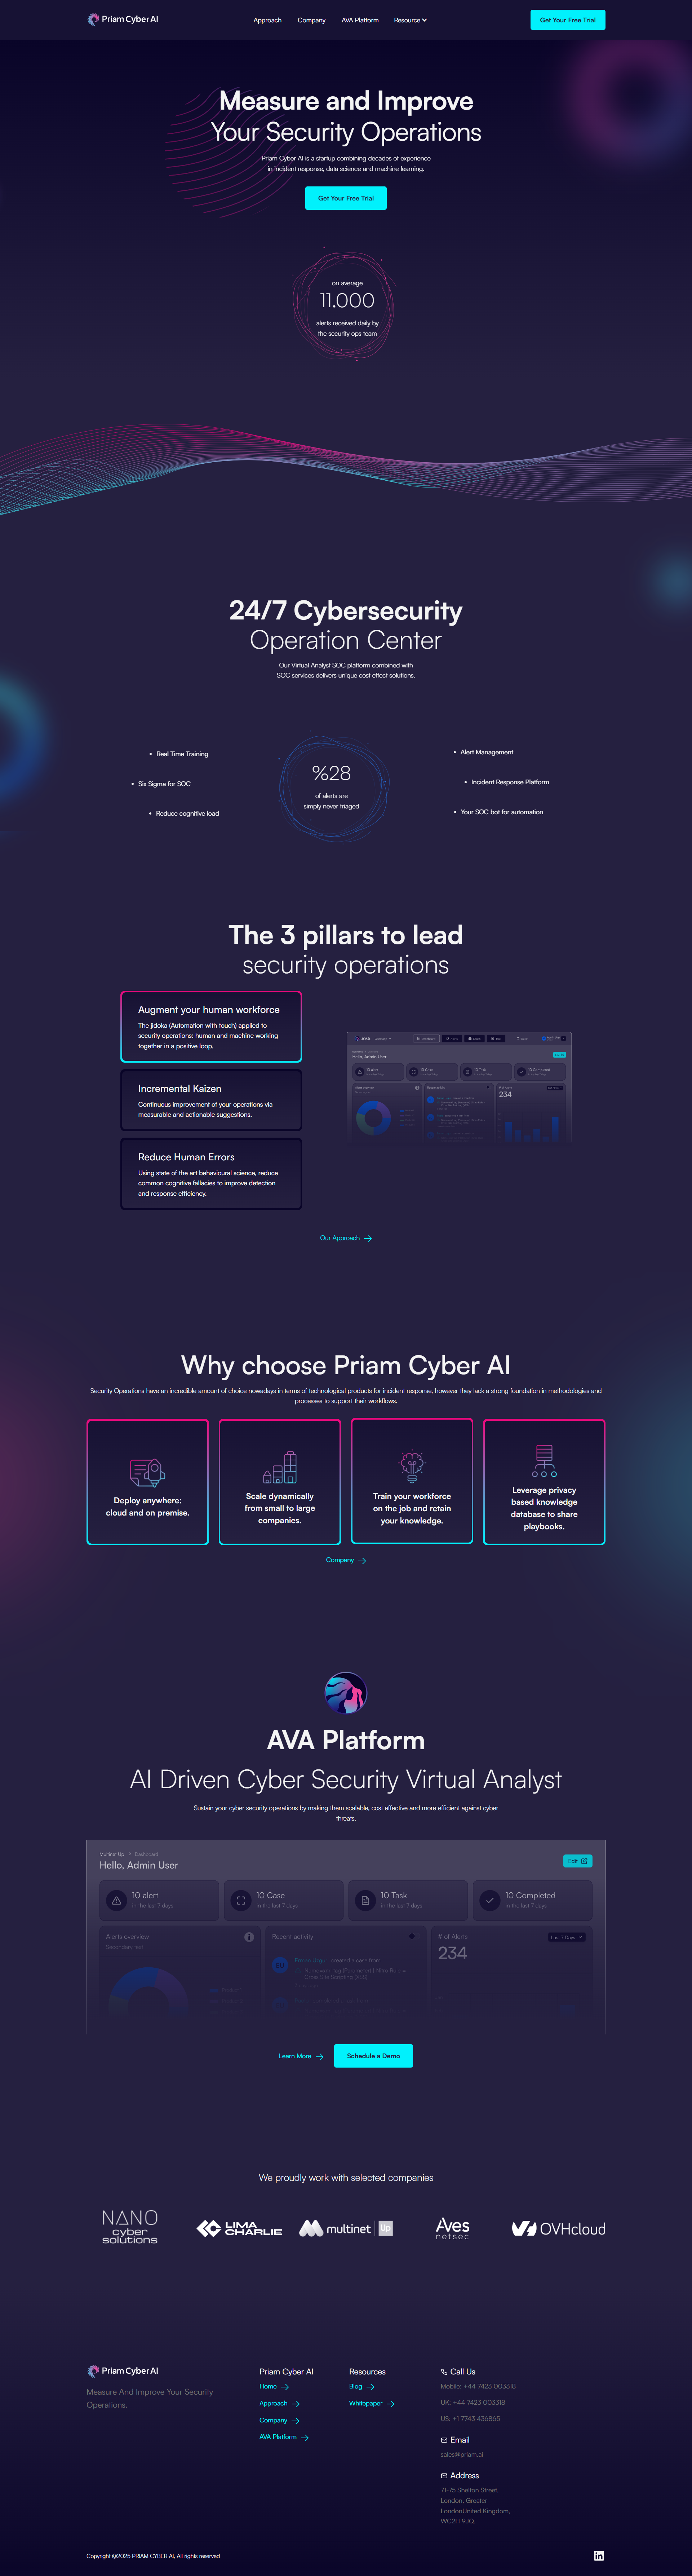 Priam Cyber AI
Approach
Company
AVA Platform
Resource
Get Your Free Trial
Measure and Improve
Your Security Operations
Priam Cyber AI is a startup combining decades of experience
in incident response, data science and machine learning.
Get Your Free Trial
on average
11.000
alerts received daily by
the security ops team
24/7 Cybersecurity
Operation Center
Our Virtual Analyst SOC platform combined with
SOC services delivers unique cost effect solutions.
Real Time Training
Six Sigma for SOC
Reduce cognitive load
%28
of alerts are
simply never triaged
Alert Management
Incident Response Platform
Your SOC bot for automation
The 3 pillars to lead
security operations
Augment your human workforce
The jidoka (Automation with touch) applied to
security operations: human and machine working
together in a positive loop.
Incremental Kaizen
Continuous improvement of your operations via
measurable and actionable suggestions.
Reduce Human Errors
Using state of the art behavioural science, reduce
common cognitive fallacies to improve detection
and response efficiency.
AVA
Hello, Admin User
10 alert
10 Case
10 Task
10 Completed
234
Our Approach
Why choose Priam Cyber AI
Security Operations have an incredible amount of choice nowadays in terms of technological products for incident response, however they lack a strong foundation in methodologies and
processes to support their workflows.
Deploy anywhere:
cloud and on premise.
Scale dynamically
from small to large
companies.
Train your workforce
on the job and retain
your knowledge.
Leverage privacy
based knowledge
database to share
playbooks.
Company
AVA Platform
AI Driven Cyber Security Virtual Analyst
Sustain your cyber security operations by making them scalable, cost effective and more efficient against cyber
threats.
Multinet Up > Dashboard
Hello, Admin User
Edit
10 alert
in the last 7 days
10 Case
in the last 7 days
10 Task
in the last 7 days
10 Completed
in the last 7 days
Alerts overview
Secondary text
Recent activity
created a case from
# of Alerts
Last 7 Days
234
Learn More
Schedule a Demo
We proudly work with selected companies
NANO
cyber
solutions
LIMA
CHARLIE
multinet Up
Aves
netsec
OVHcloud
Priam Cyber AI
Measure And Improve Your Security
Operations.
Priam Cyber AI
Home
Approach
Company
AVA Platform
Resources
Blog
Whitepaper
Call Us
Mobile: +44 7423 003318
UK: +44 7423 003318
US: +1 7743 436865
Email
sales@priam.ai
Address
71-75 Shelton Street,
London, Greater
LondonUnited Kingdom,
WC2H 9JQ,
Copyright @2025 PRIAM CYBER AI, All rights reserved